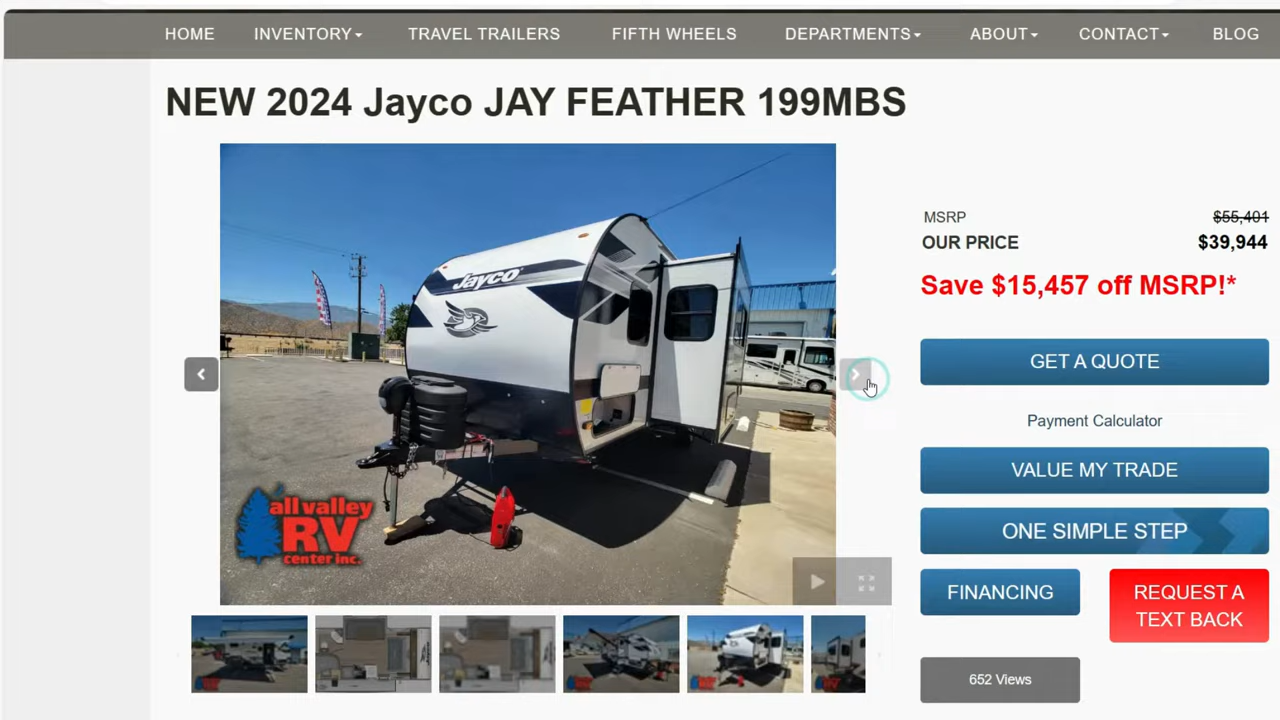 HOME INVENTORY TRAVEL TRAILERS FIFTH WHEELS DEPARTMENTS ABOUT CONTACT BLOG
NEW 2024 Jayco JAY FEATHER 199MBS
Jayco
all valley
RV
center inc.
MSRP $55,401
OUR PRICE $39,944
Save $15,457 off MSRP!*
GET A QUOTE
Payment Calculator
VALUE MY TRADE
ONE SIMPLE STEP
FINANCING
REQUEST A
TEXT BACK
652 Views